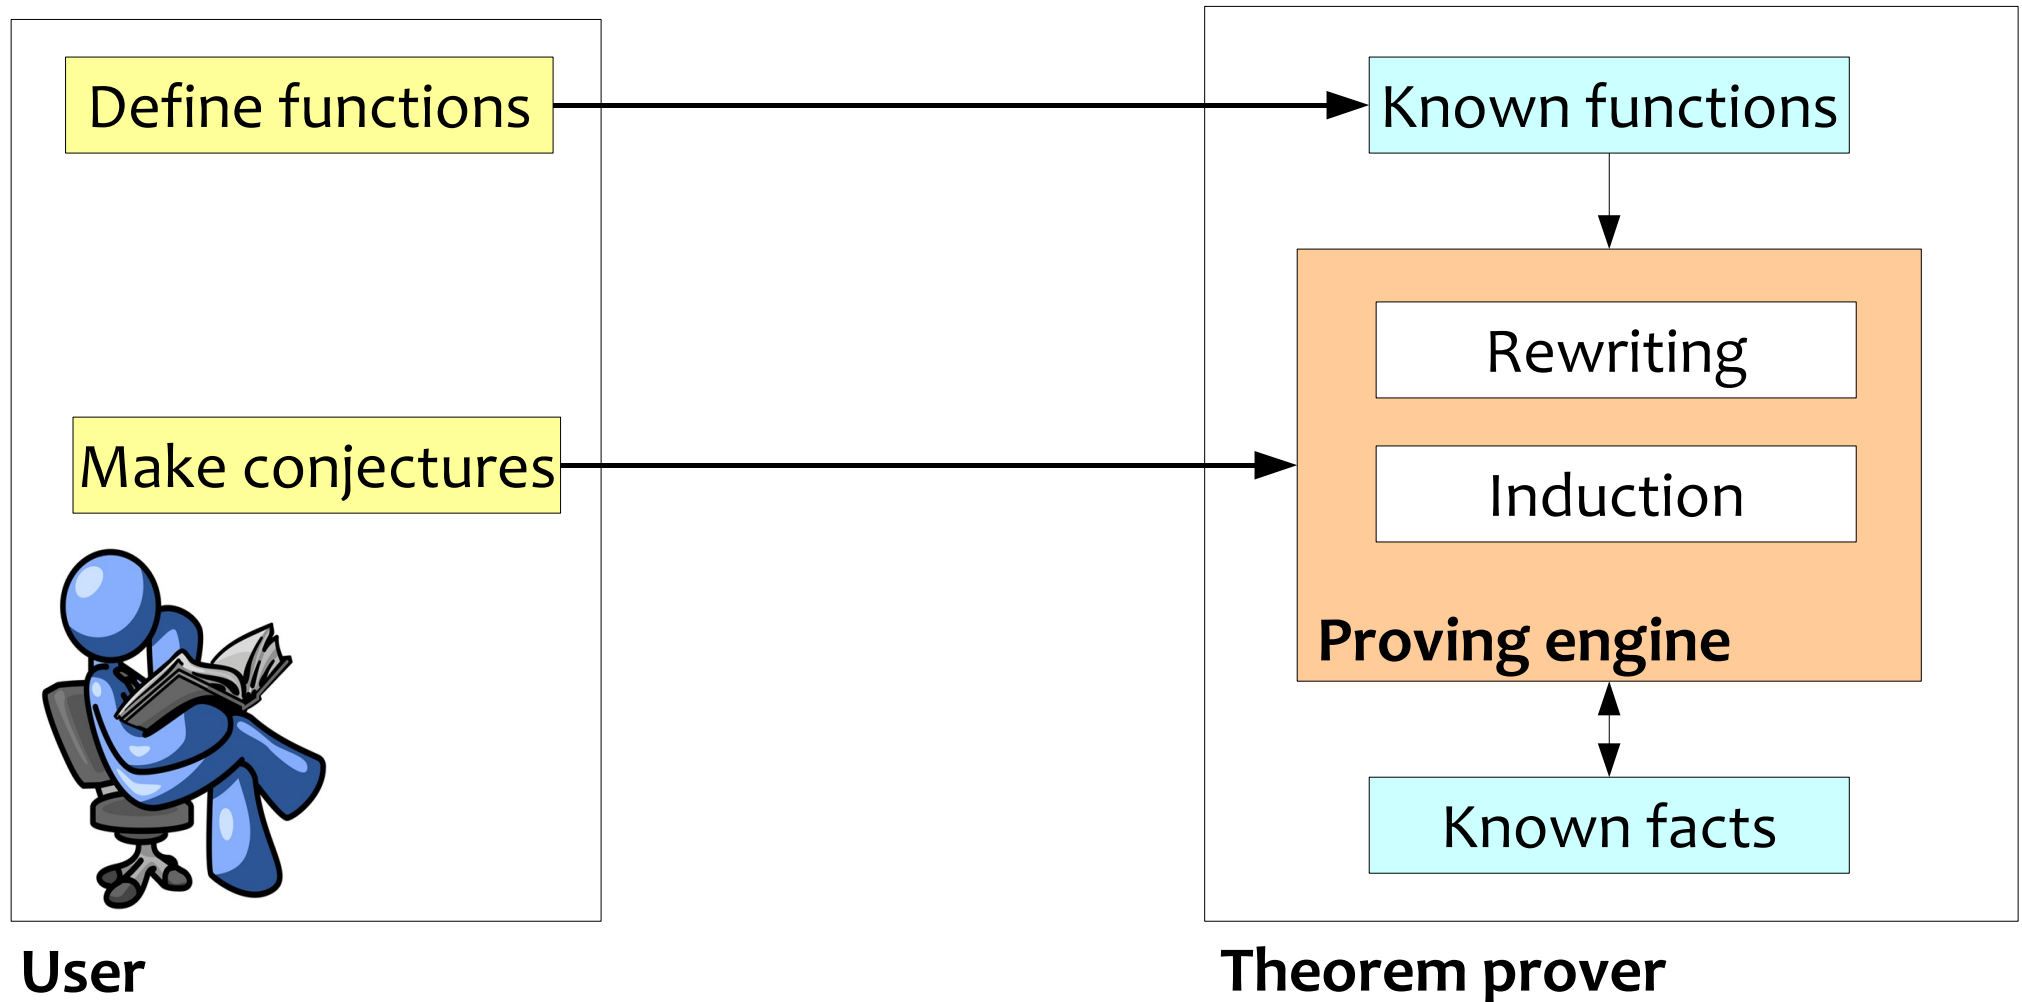 Define functions
Known functions
Rewriting
Make conjectures
Induction
Proving engine
Known facts
User
Theorem prover